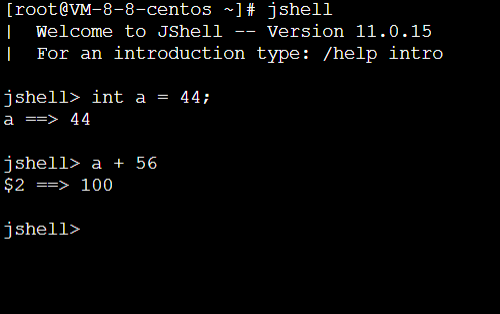 [root@VM-8-8-centos ~]# jshell
|  Welcome to JShell -- Version 11.0.15
|  For an introduction type: /help intro
jshell> int a = 44;
a ==> 44
jshell> a + 56
$2 ==> 100
jshell>